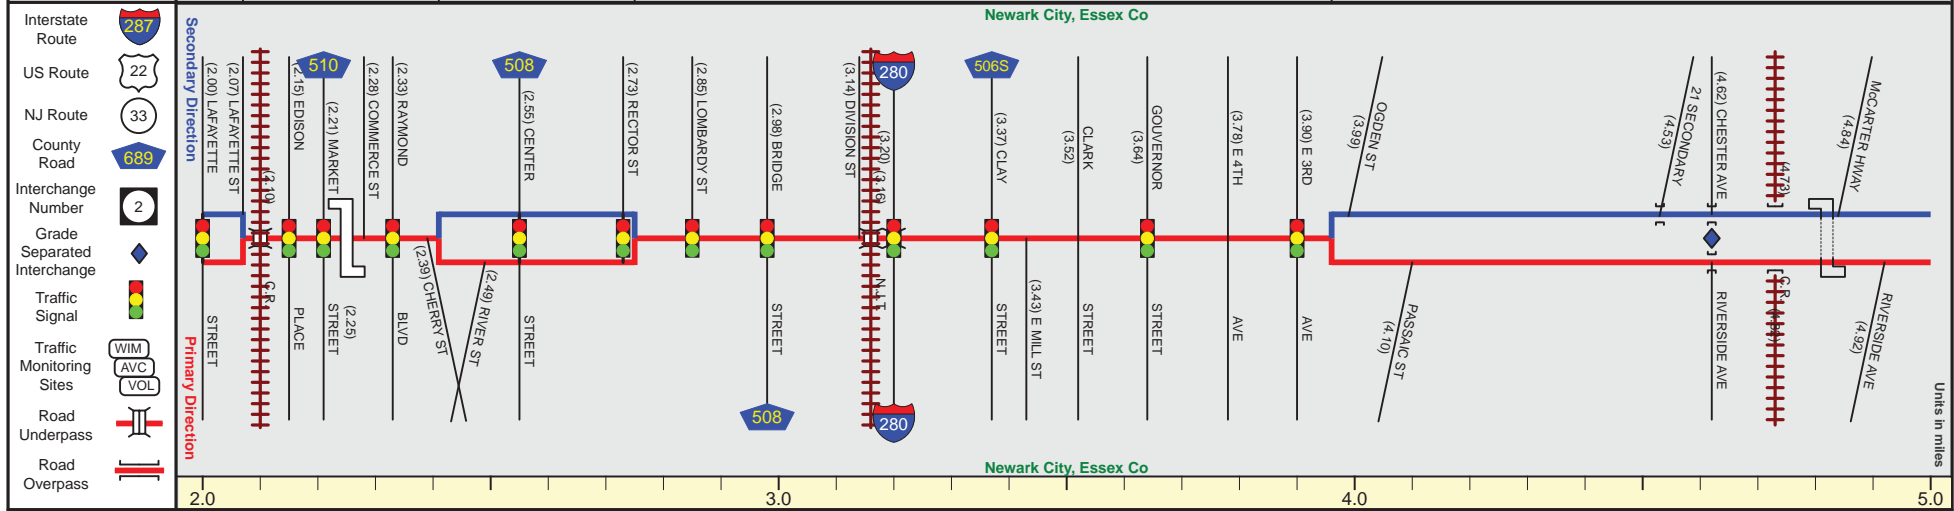 Interstate
Route
287
US Route
22
NJ Route
33
County
Road
689
Interchange
Number
2
Grade
Separated
Interchange
Traffic
Signal
Traffic
Monitoring
Sites
WIM
AVC
VOL
Road
Underpass
Road
Overpass
Secondary Direction
Primary Direction
Newark City, Essex Co
510
508
280
506S
(2.00) LAFAYETTE
STREET
(2.07) LAFAYETTE ST
(2.10)
C.R.
(2.15) EDISON
PLACE
(2.21) MARKET
STREET
(2.25)
(2.28) COMMERCE ST
(2.33) RAYMOND
BLVD
(2.39) CHERRY ST
(2.49) RIVER ST
(2.55) CENTER
STREET
(2.73) RECTOR ST
(2.85) LOMBARDY ST
(2.98) BRIDGE
STREET
508
(3.14) DIVISION ST
(3.16)
N.J.T.
(3.20)
280
(3.37) CLAY
STREET
(3.43) E MILL ST
CLARK
(3.52)
STREET
GOUVERNOR
(3.64)
STREET
(3.78) E 4TH
AVE
(3.90) E 3RD
AVE
OGDEN ST
(3.99)
PASSAIC ST
(4.10)
21 SECONDARY
(4.53)
(4.62) CHESTER AVE
RIVERSIDE AVE
(4.73)
C.R.
McCARTER HWAY
(4.84)
RIVERSIDE AVE
(4.92)
Newark City, Essex Co
Units in miles
2.0
3.0
4.0
5.0